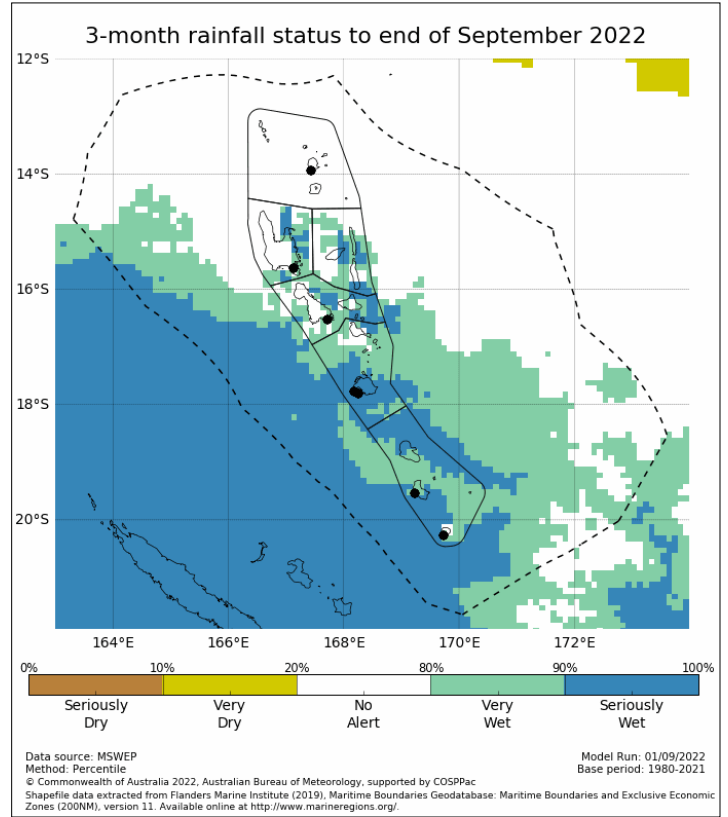 3-month rainfall status to end of September 2022
12°S
14°S
16°S
18°S
20°S
164°E 166°E 168°E 170°E 172°E
0% 10% 20% 80% 90% 100%
Seriously Dry Very Dry No Alert Very Wet Seriously Wet
Data source: MSWEP Model Run: 01/09/2022
Method: Percentile Base period: 1980-2021
© Commonwealth of Australia 2022, Australian Bureau of Meteorology, supported by COSPPac
Shapefile data extracted from Flanders Marine Institute (2019), Maritime Boundaries Geodatabase: Maritime Boundaries and Exclusive Economic
Zones (200NM), version 11. Available online at http://www.marineregions.org/.